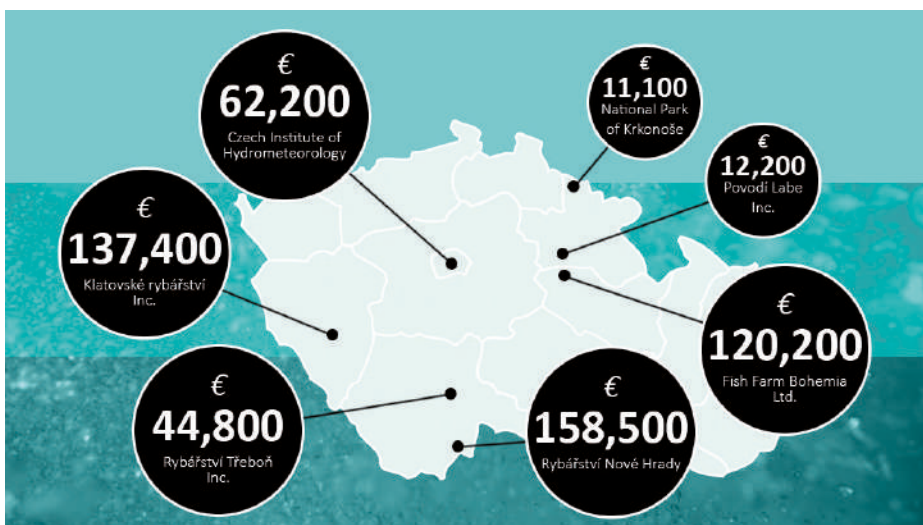 €
62,200
Czech Institute of
Hydrometeorology
€
11,100
National Park
of Krkonoše
€
12,200
Povodí Labe
Inc.
€
137,400
Klatovské rybářství
Inc.
€
120,200
Fish Farm Bohemia
Ltd.
€
44,800
Rybářství Třeboň
Inc.
€
158,500
Rybářství Nové Hrady